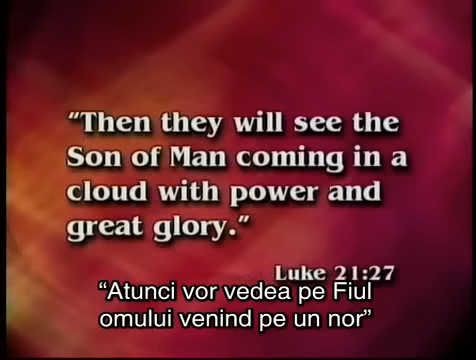 “Then they will see the
Son of Man coming in a
cloud with power and
great glory.”
Luke 21:27
“Atunci vor vedea pe Fiul
omului venind pe un nor”